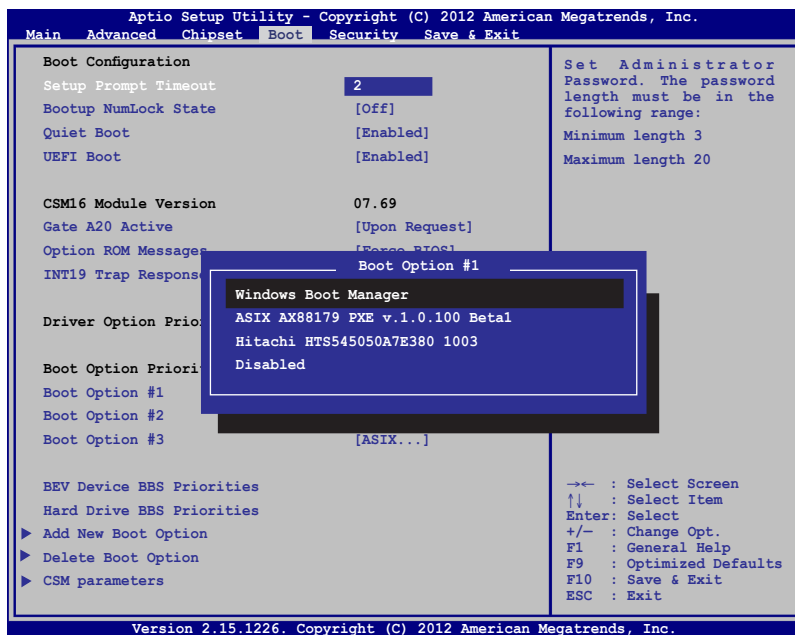 Aptio Setup Utility - Copyright (C) 2012 American Megatrends, Inc.
Main Advanced Chipset Boot Security Save & Exit
Boot Configuration
Setup Prompt Timeout 2
Bootup NumLock State [Off]
Quiet Boot [Enabled]
UEFI Boot [Enabled]
CSM16 Module Version 07.69
Gate A20 Active [Upon Request]
Option ROM Messages [Force BIOS]
INT19 Trap Respons
Driver Option Prio
Boot Option Priori
Boot Option #1
Boot Option #2
Boot Option #3 [ASIX...]
BEV Device BBS Priorities
Hard Drive BBS Priorities
Add New Boot Option
Delete Boot Option
CSM parameters
Boot Option #1
Windows Boot Manager
ASIX AX88179 PXE v.1.0.100 Beta1
Hitachi HTS545050A7E380 1003
Disabled
Set Administrator
Password. The password
length must be in the
following range:
Minimum length 3
Maximum length 20
→← : Select Screen
↑↓ : Select Item
Enter: Select
+/— : Change Opt.
F1 : General Help
F9 : Optimized Defaults
F10 : Save & Exit
ESC : Exit
Version 2.15.1226. Copyright (C) 2012 American Megatrends, Inc.